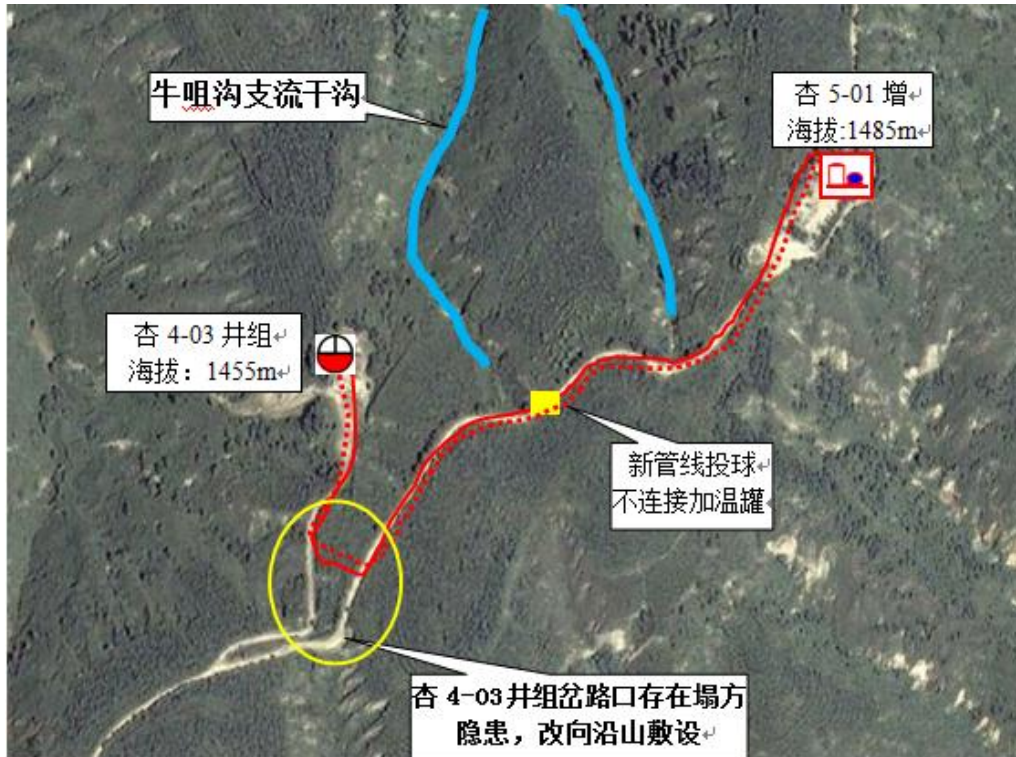 牛咀沟支流干沟
杏 5-01 增
海拔:1485m
杏 4-03 井组
海拔：1455m
新管线投球
不连接加温罐
杏 4-03 井组岔路口存在塌方
隐患，改向沿山敷设